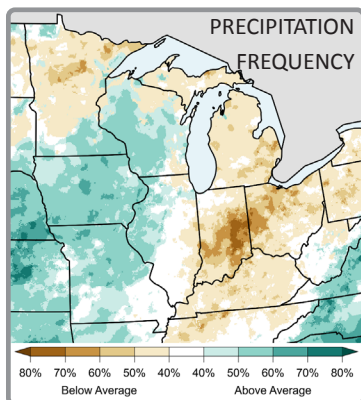 PRECIPITATION
FREQUENCY
80% 70% 60% 50% 40% 40% 50% 60% 70% 80%
Below Average Above Average